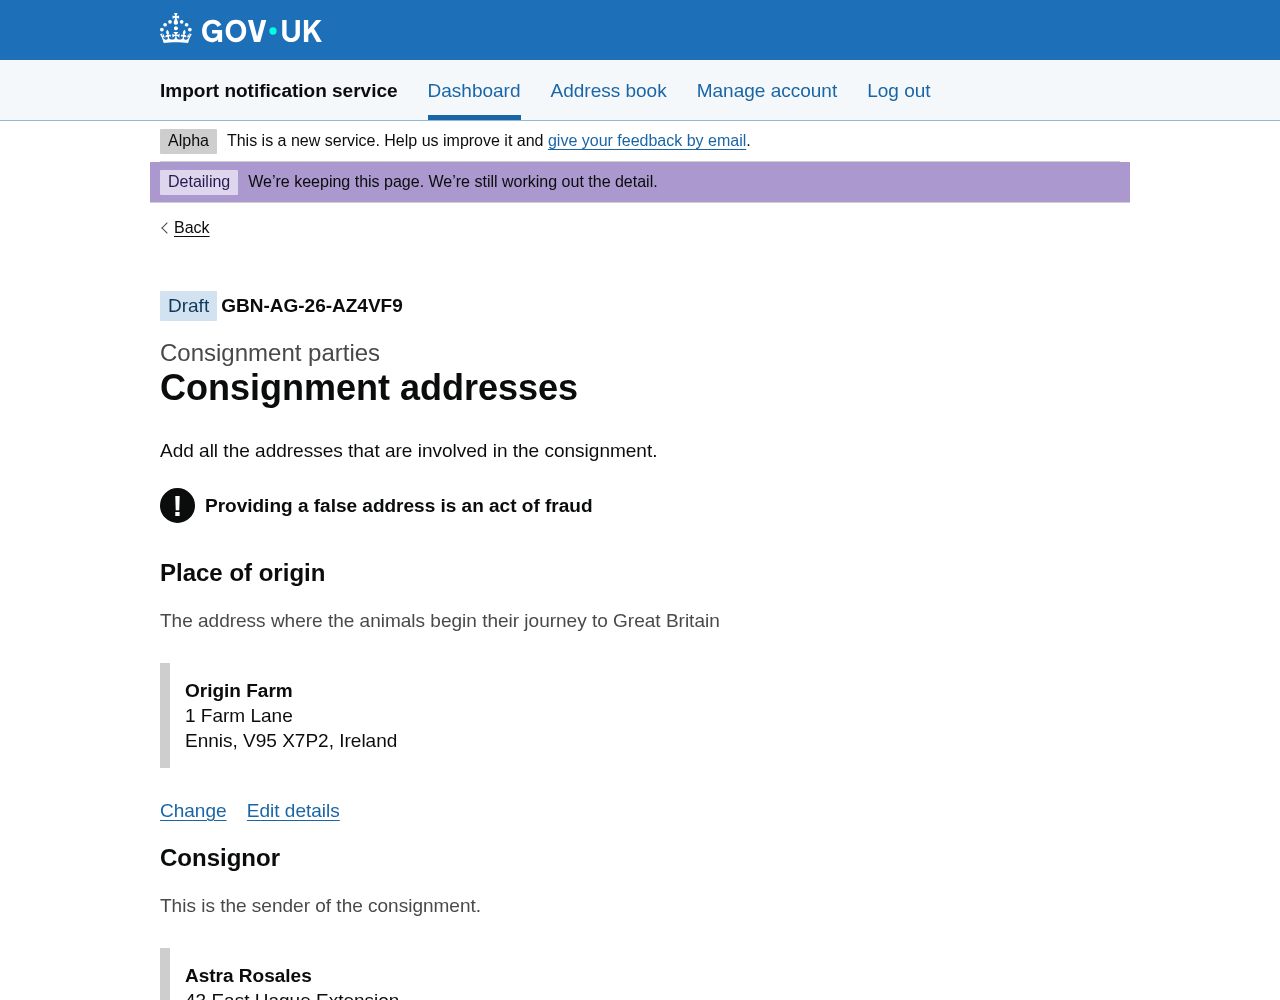 GOV·UK
Import notification service Dashboard Address book Manage account Log out
Alpha This is a new service. Help us improve it and give your feedback by email.
Detailing We’re keeping this page. We’re still working out the detail.
Back
Draft GBN-AG-26-AZ4VF9
Consignment parties
Consignment addresses
Add all the addresses that are involved in the consignment.
! Providing a false address is an act of fraud
Place of origin
The address where the animals begin their journey to Great Britain
Origin Farm
1 Farm Lane
Ennis, V95 X7P2, Ireland
Change Edit details
Consignor
This is the sender of the consignment.
Astra Rosales
43 East Hague Extension